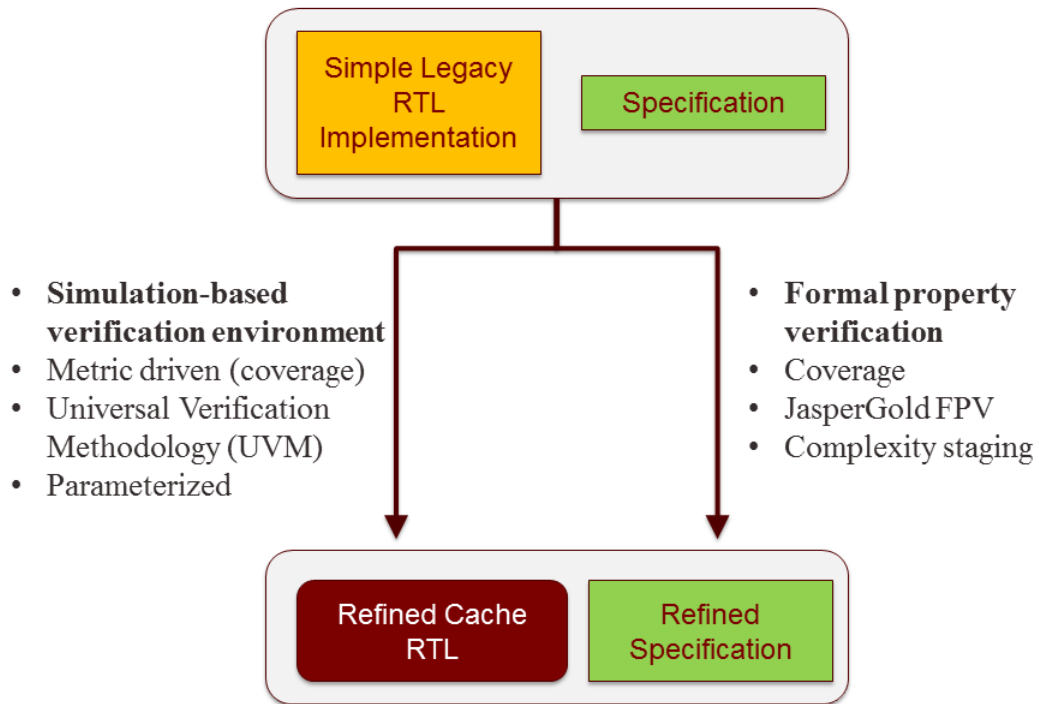 Simple Legacy
RTL
Implementation
Specification
• Simulation-based
verification environment
• Metric driven (coverage)
• Universal Verification
Methodology (UVM)
• Parameterized
• Formal property
verification
• Coverage
• JasperGold FPV
• Complexity staging
Refined Cache
RTL
Refined
Specification